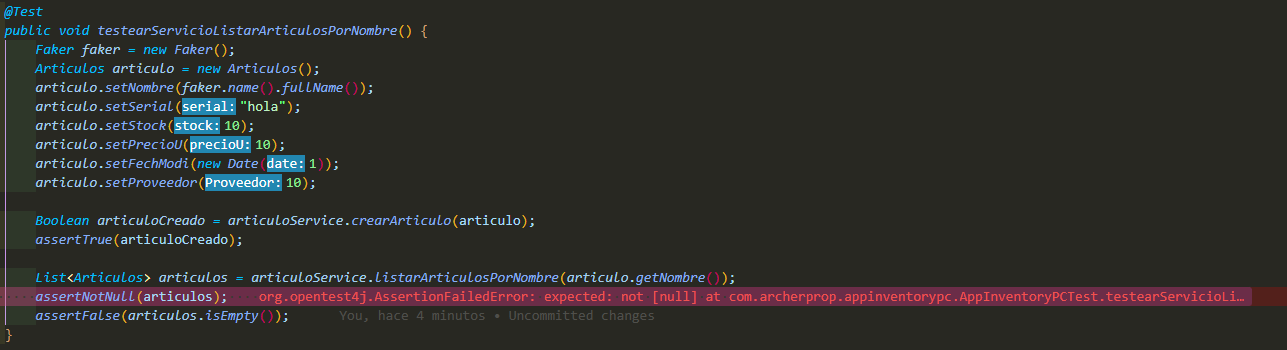 @Test
public void testearServicioListarArticulosPorNombre() {
Faker faker = new Faker();
Articulos articulo = new Articulos();
articulo.setNombre(faker.name().fullName());
articulo.setSerial(serial: "hola");
articulo.setStock(stock: 10);
articulo.setPrecioU(precioU: 10);
articulo.setFechModi(new Date(date: 1));
articulo.setProveedor(Proveedor: 10);
Boolean articuloCreado = articuloService.crearArticulo(articulo);
assertTrue(articuloCreado);
List<Articulos> articulos = articuloService.listarArticulosPorNombre(articulo.getNombre());
assertNotNull(articulos); org.opentest4j.AssertionFailedError: expected: not [null] at com.archerprop.appinventorypc.AppInventoryPCTest.testearServicioLi…
assertFalse(articulos.isEmpty()); You, hace 4 minutos • Uncommitted changes
}